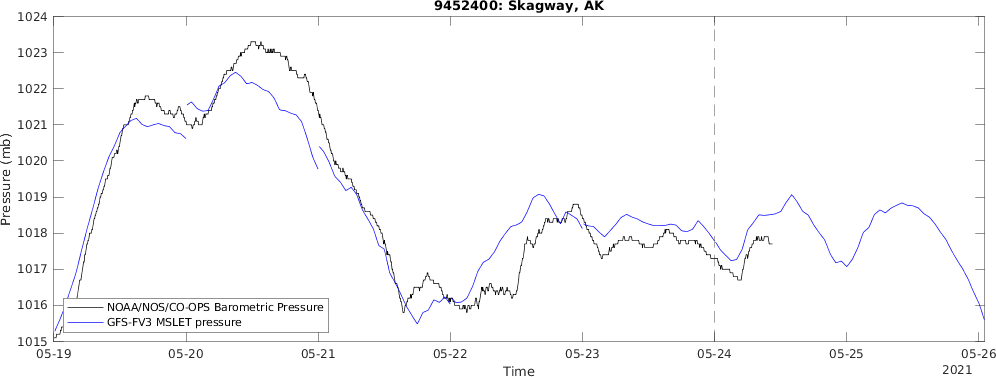 9452400: Skagway, AK
1024
1023
1022
1021
1020
1019
1018
1017
1016
1015
Pressure (mb)
NOAA/NOS/CO-OPS Barometric Pressure
GFS-FV3 MSLET pressure
05-19 05-20 05-21 05-22 05-23 05-24 05-25 05-26
Time
2021